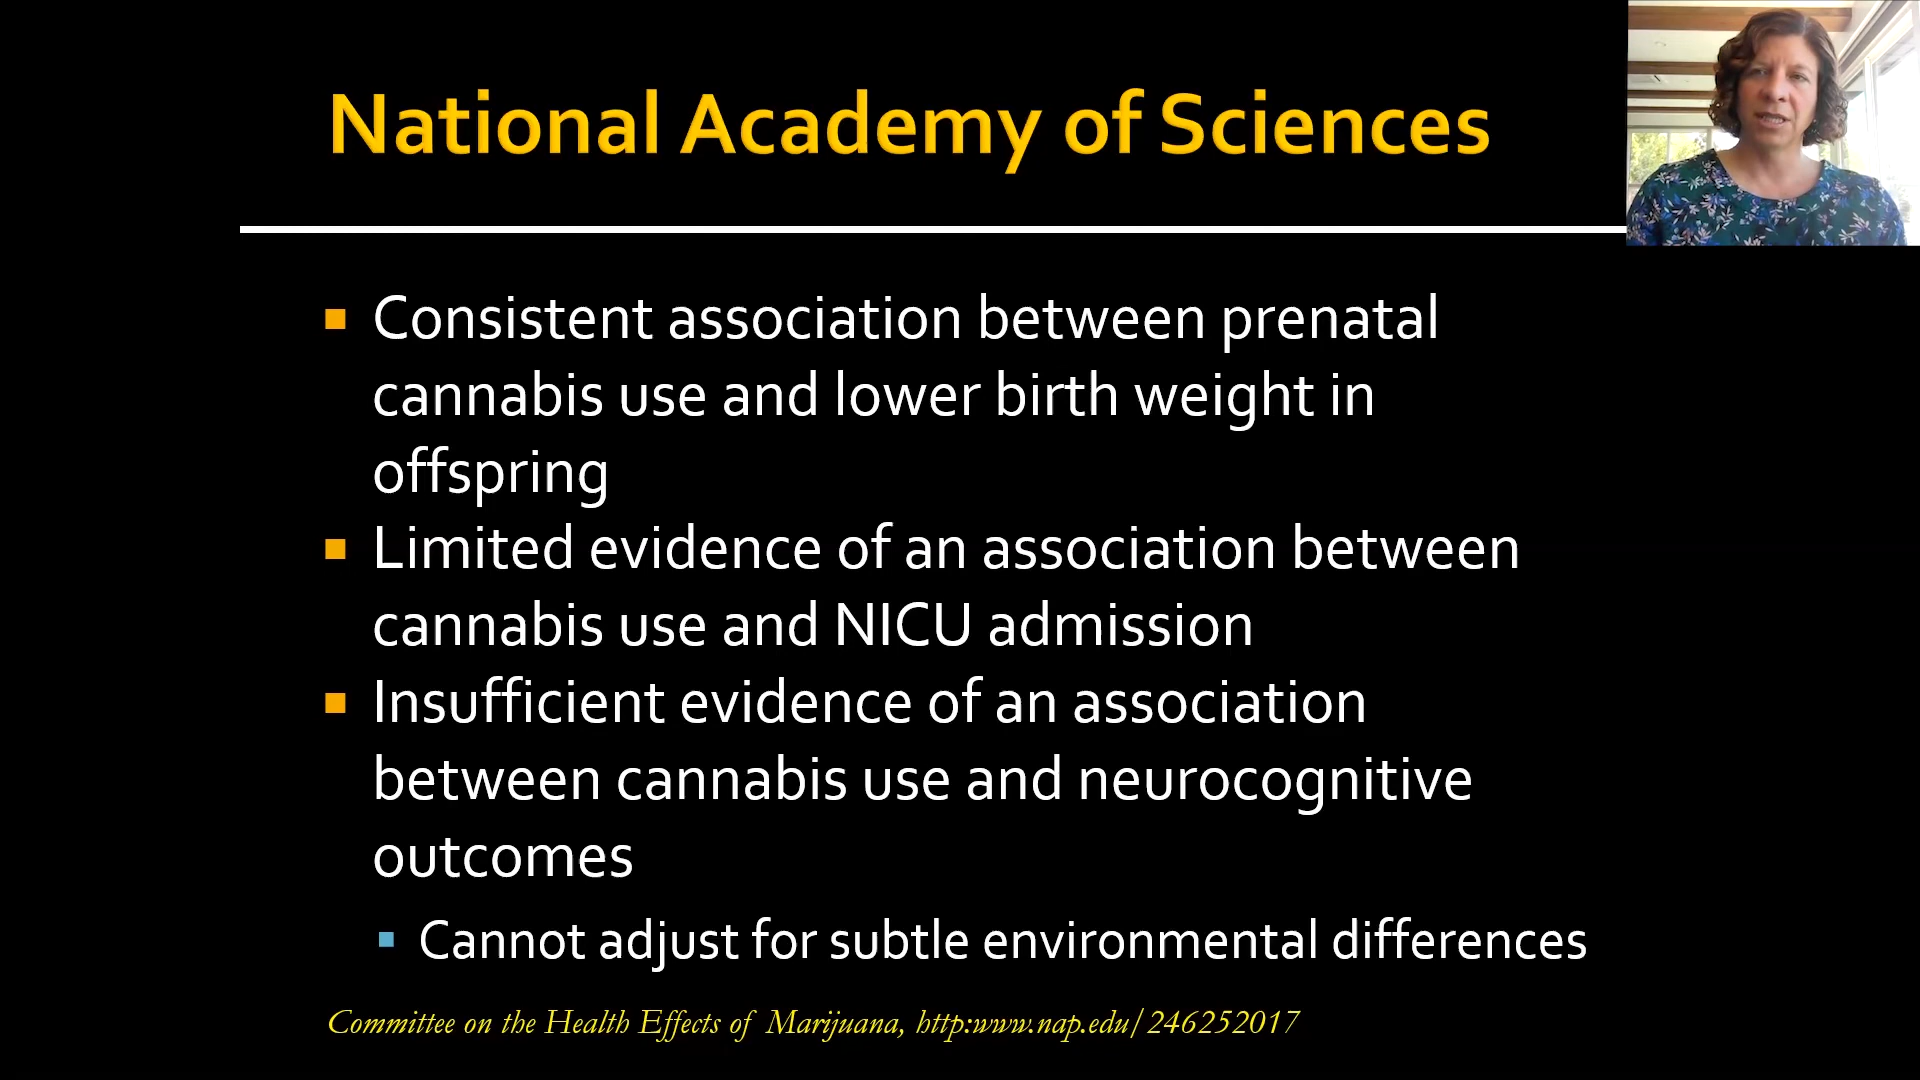 National Academy of Sciences
Consistent association between prenatal
cannabis use and lower birth weight in
offspring
Limited evidence of an association between
cannabis use and NICU admission
Insufficient evidence of an association
between cannabis use and neurocognitive
outcomes
Cannot adjust for subtle environmental differences
Committee on the Health Effects of Marijuana, http:www.nap.edu/246252017